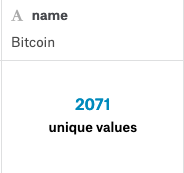 A name
Bitcoin
2071
unique values